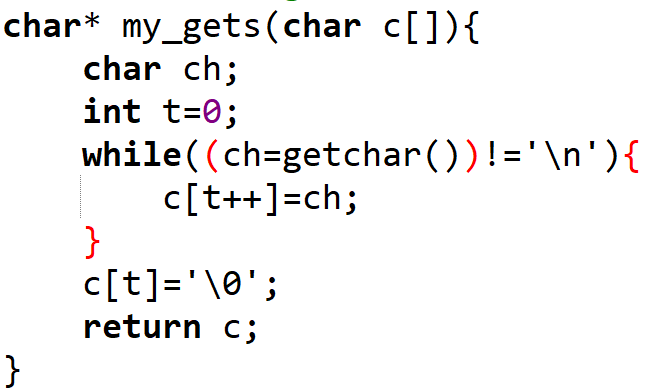 char* my_gets(char c[]){
    char ch;
    int t=0;
    while((ch=getchar())!='\n'){
        c[t++]=ch;
    }
    c[t]='\0';
    return c;
}